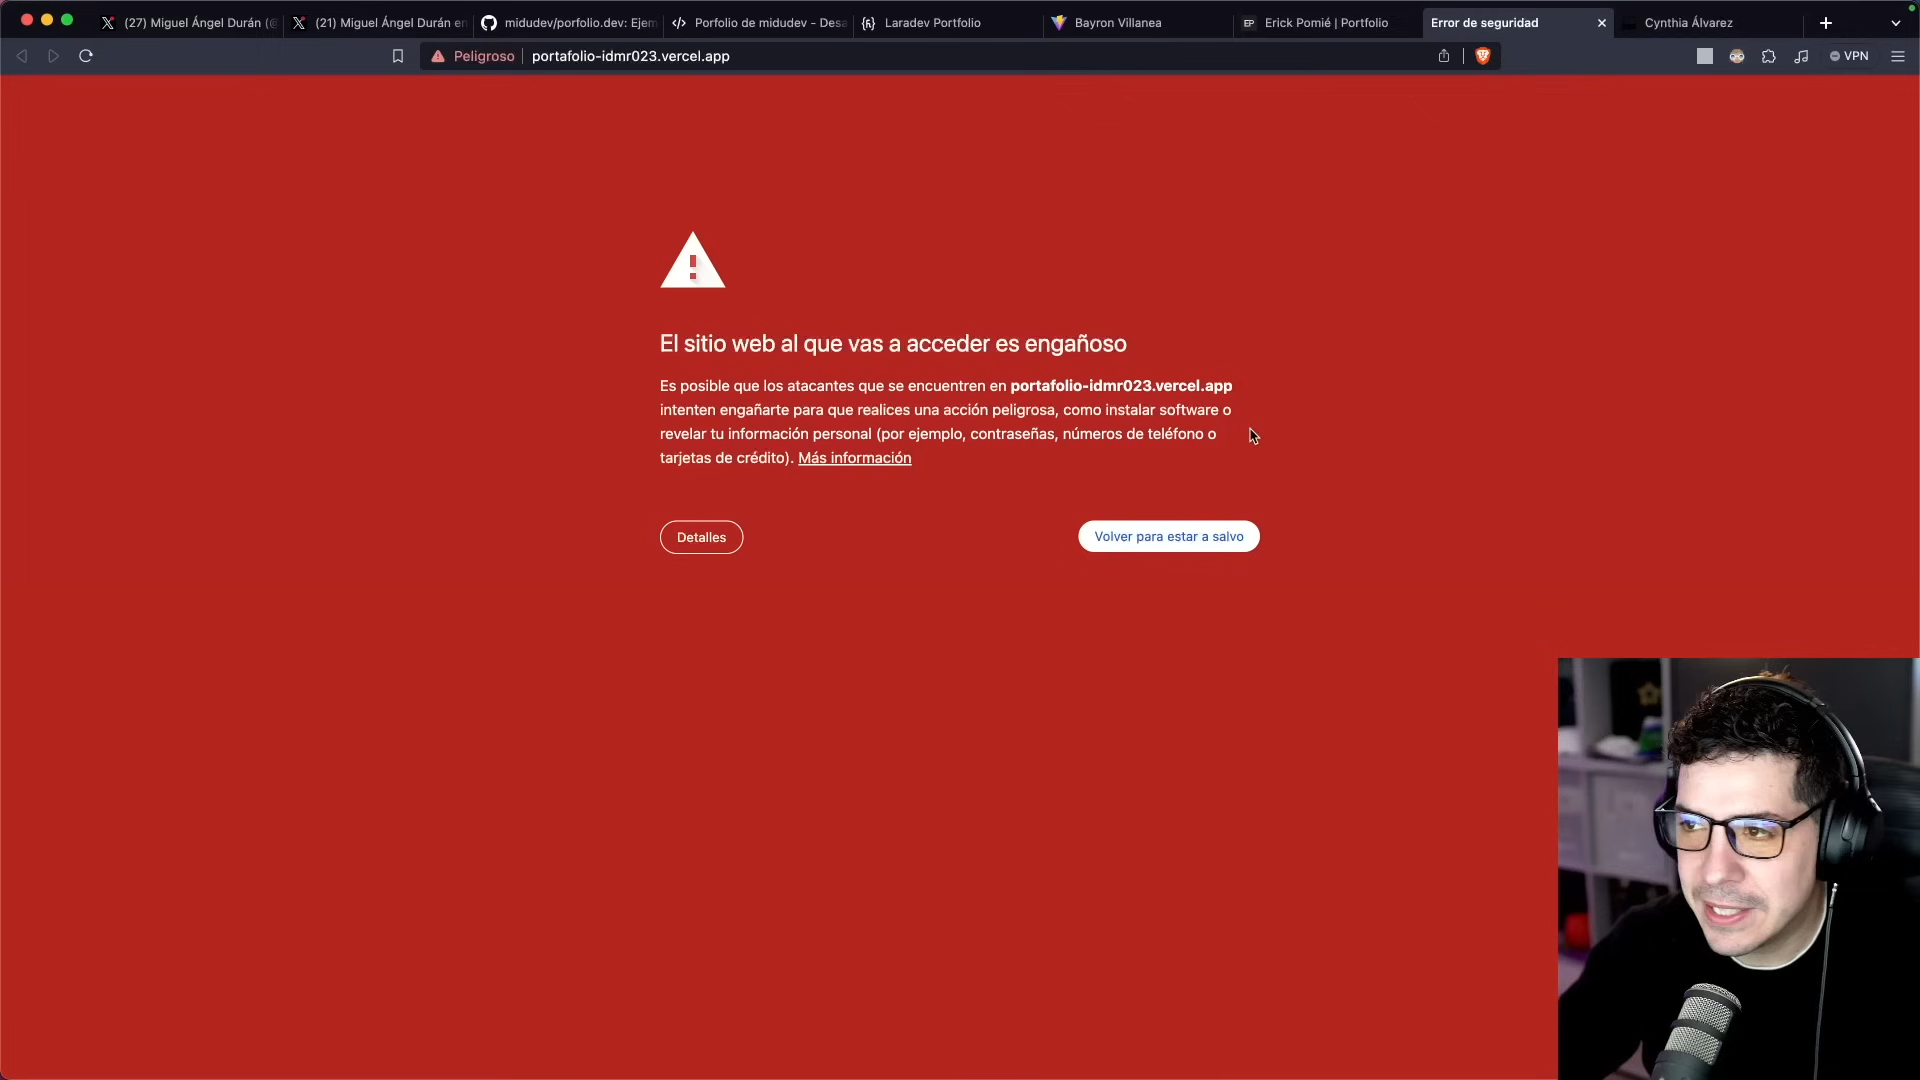 (27) Miguel Ángel Durán (@
(21) Miguel Ángel Durán en
midudev/porfolio.dev: Ejem
Porfolio de midudev - Desa
Laradev Portfolio
Bayron Villanea
EP Erick Pomié | Portfolio
Error de seguridad
Cynthia Álvarez
Peligroso
portafolio-idmr023.vercel.app
VPN
El sitio web al que vas a acceder es engañoso
Es posible que los atacantes que se encuentren en portafolio-idmr023.vercel.app
intenten engañarte para que realices una acción peligrosa, como instalar software o
revelar tu información personal (por ejemplo, contraseñas, números de teléfono o
tarjetas de crédito). Más información
Detalles
Volver para estar a salvo